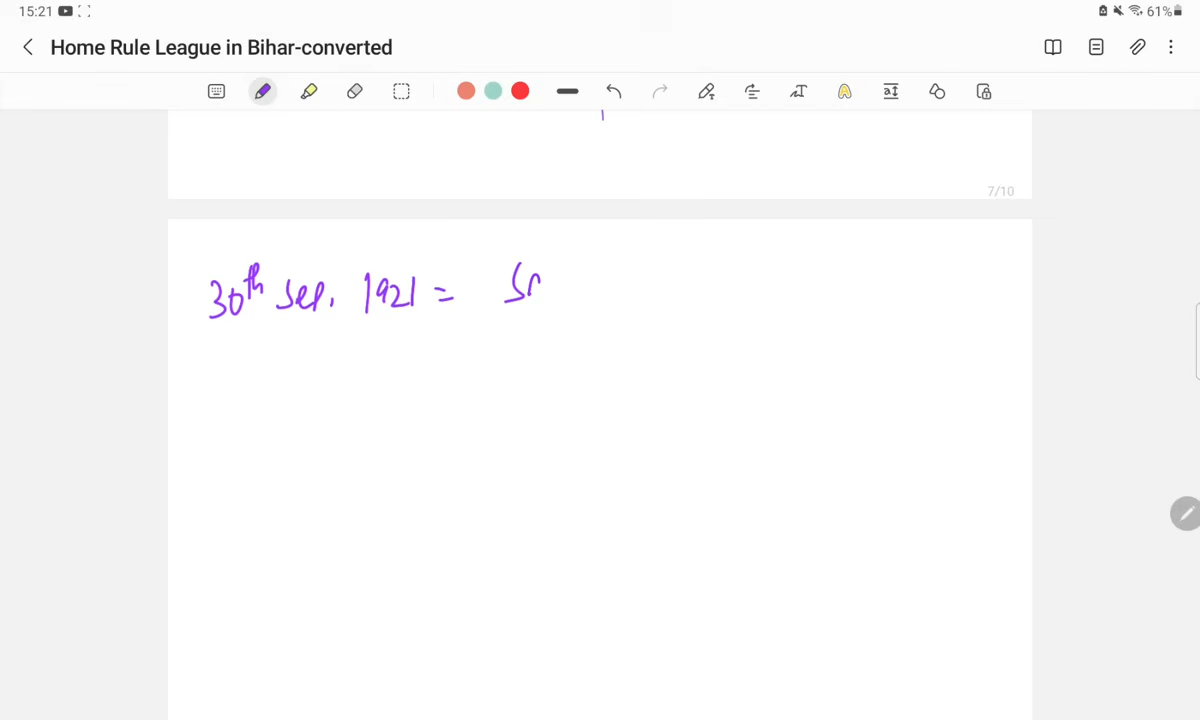 15:21 61%
Home Rule League in Bihar-converted
7/10
30th Sep. 1921 =